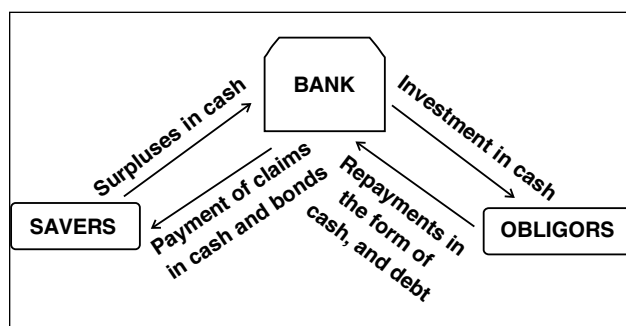 BANK
Surpluses in cash
Investment in cash
SAVERS
Payment of claims
in cash and bonds
Repayments in
the form of
cash, and debt
OBLIGORS